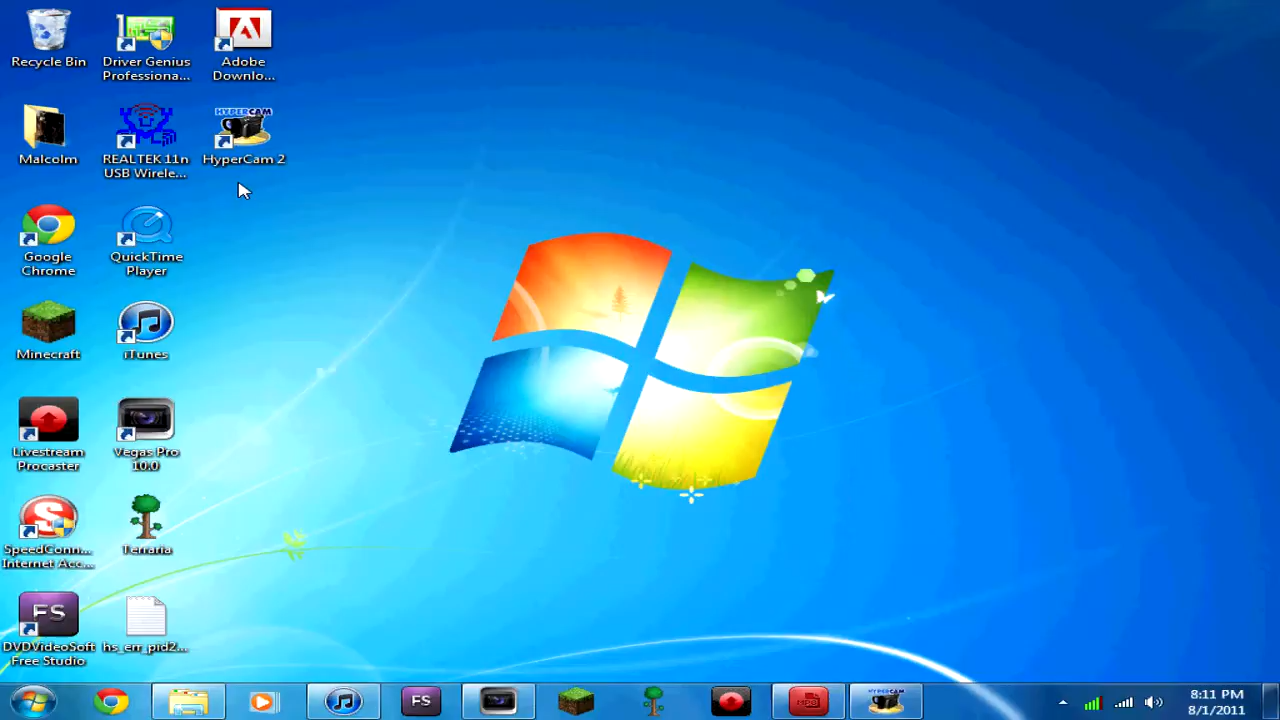 Recycle Bin
Driver Genius
Professiona...
Adobe
Downlo...
Malcolm
REALTEK 11n
USB Wirele...
HYPERCAM
HyperCam 2
Google
Chrome
QuickTime
Player
Minecraft
iTunes
Livestream
Procaster
Vegas Pro
10.0
S
SpeedConn...
Internet Acc...
Terraria
FS
DVDVideoSoft
Free Studio
hs_err_pid2...
FS
HYPERCAM
8:11 PM
8/1/2011